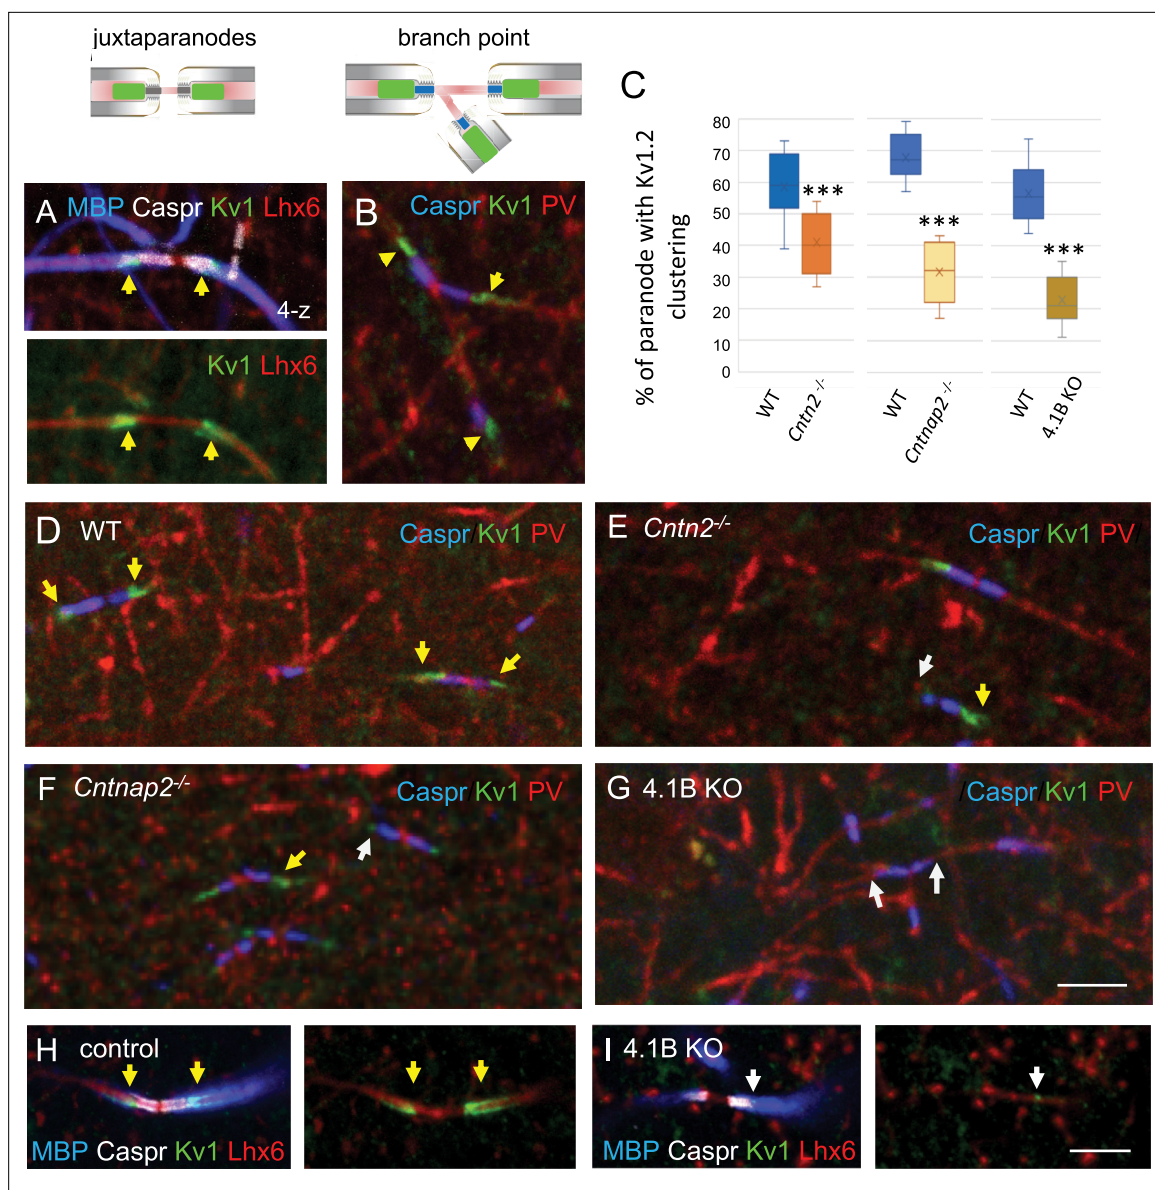 juxtaparanodes
branch point
A MBP Caspr Kv1 Lhx6
4-z
Kv1 Lhx6
B Caspr Kv1 PV
C
% of paranode with Kv1.2
clustering
80
70
60
50
40
30
20
10
0
***
***
***
WT
Cntn2 -/-
WT
Cntnap2 -/-
WT
4.1B KO
D WT Caspr/Kv1 PV
E Cntn2-/- Caspr/Kv1 PV/
F Cntnap2-/- Caspr/Kv1 PV
G 4.1B KO /Caspr/Kv1 PV
H control
MBP Caspr Kv1 Lhx6
I 4.1B KO
MBP Caspr Kv1 Lhx6